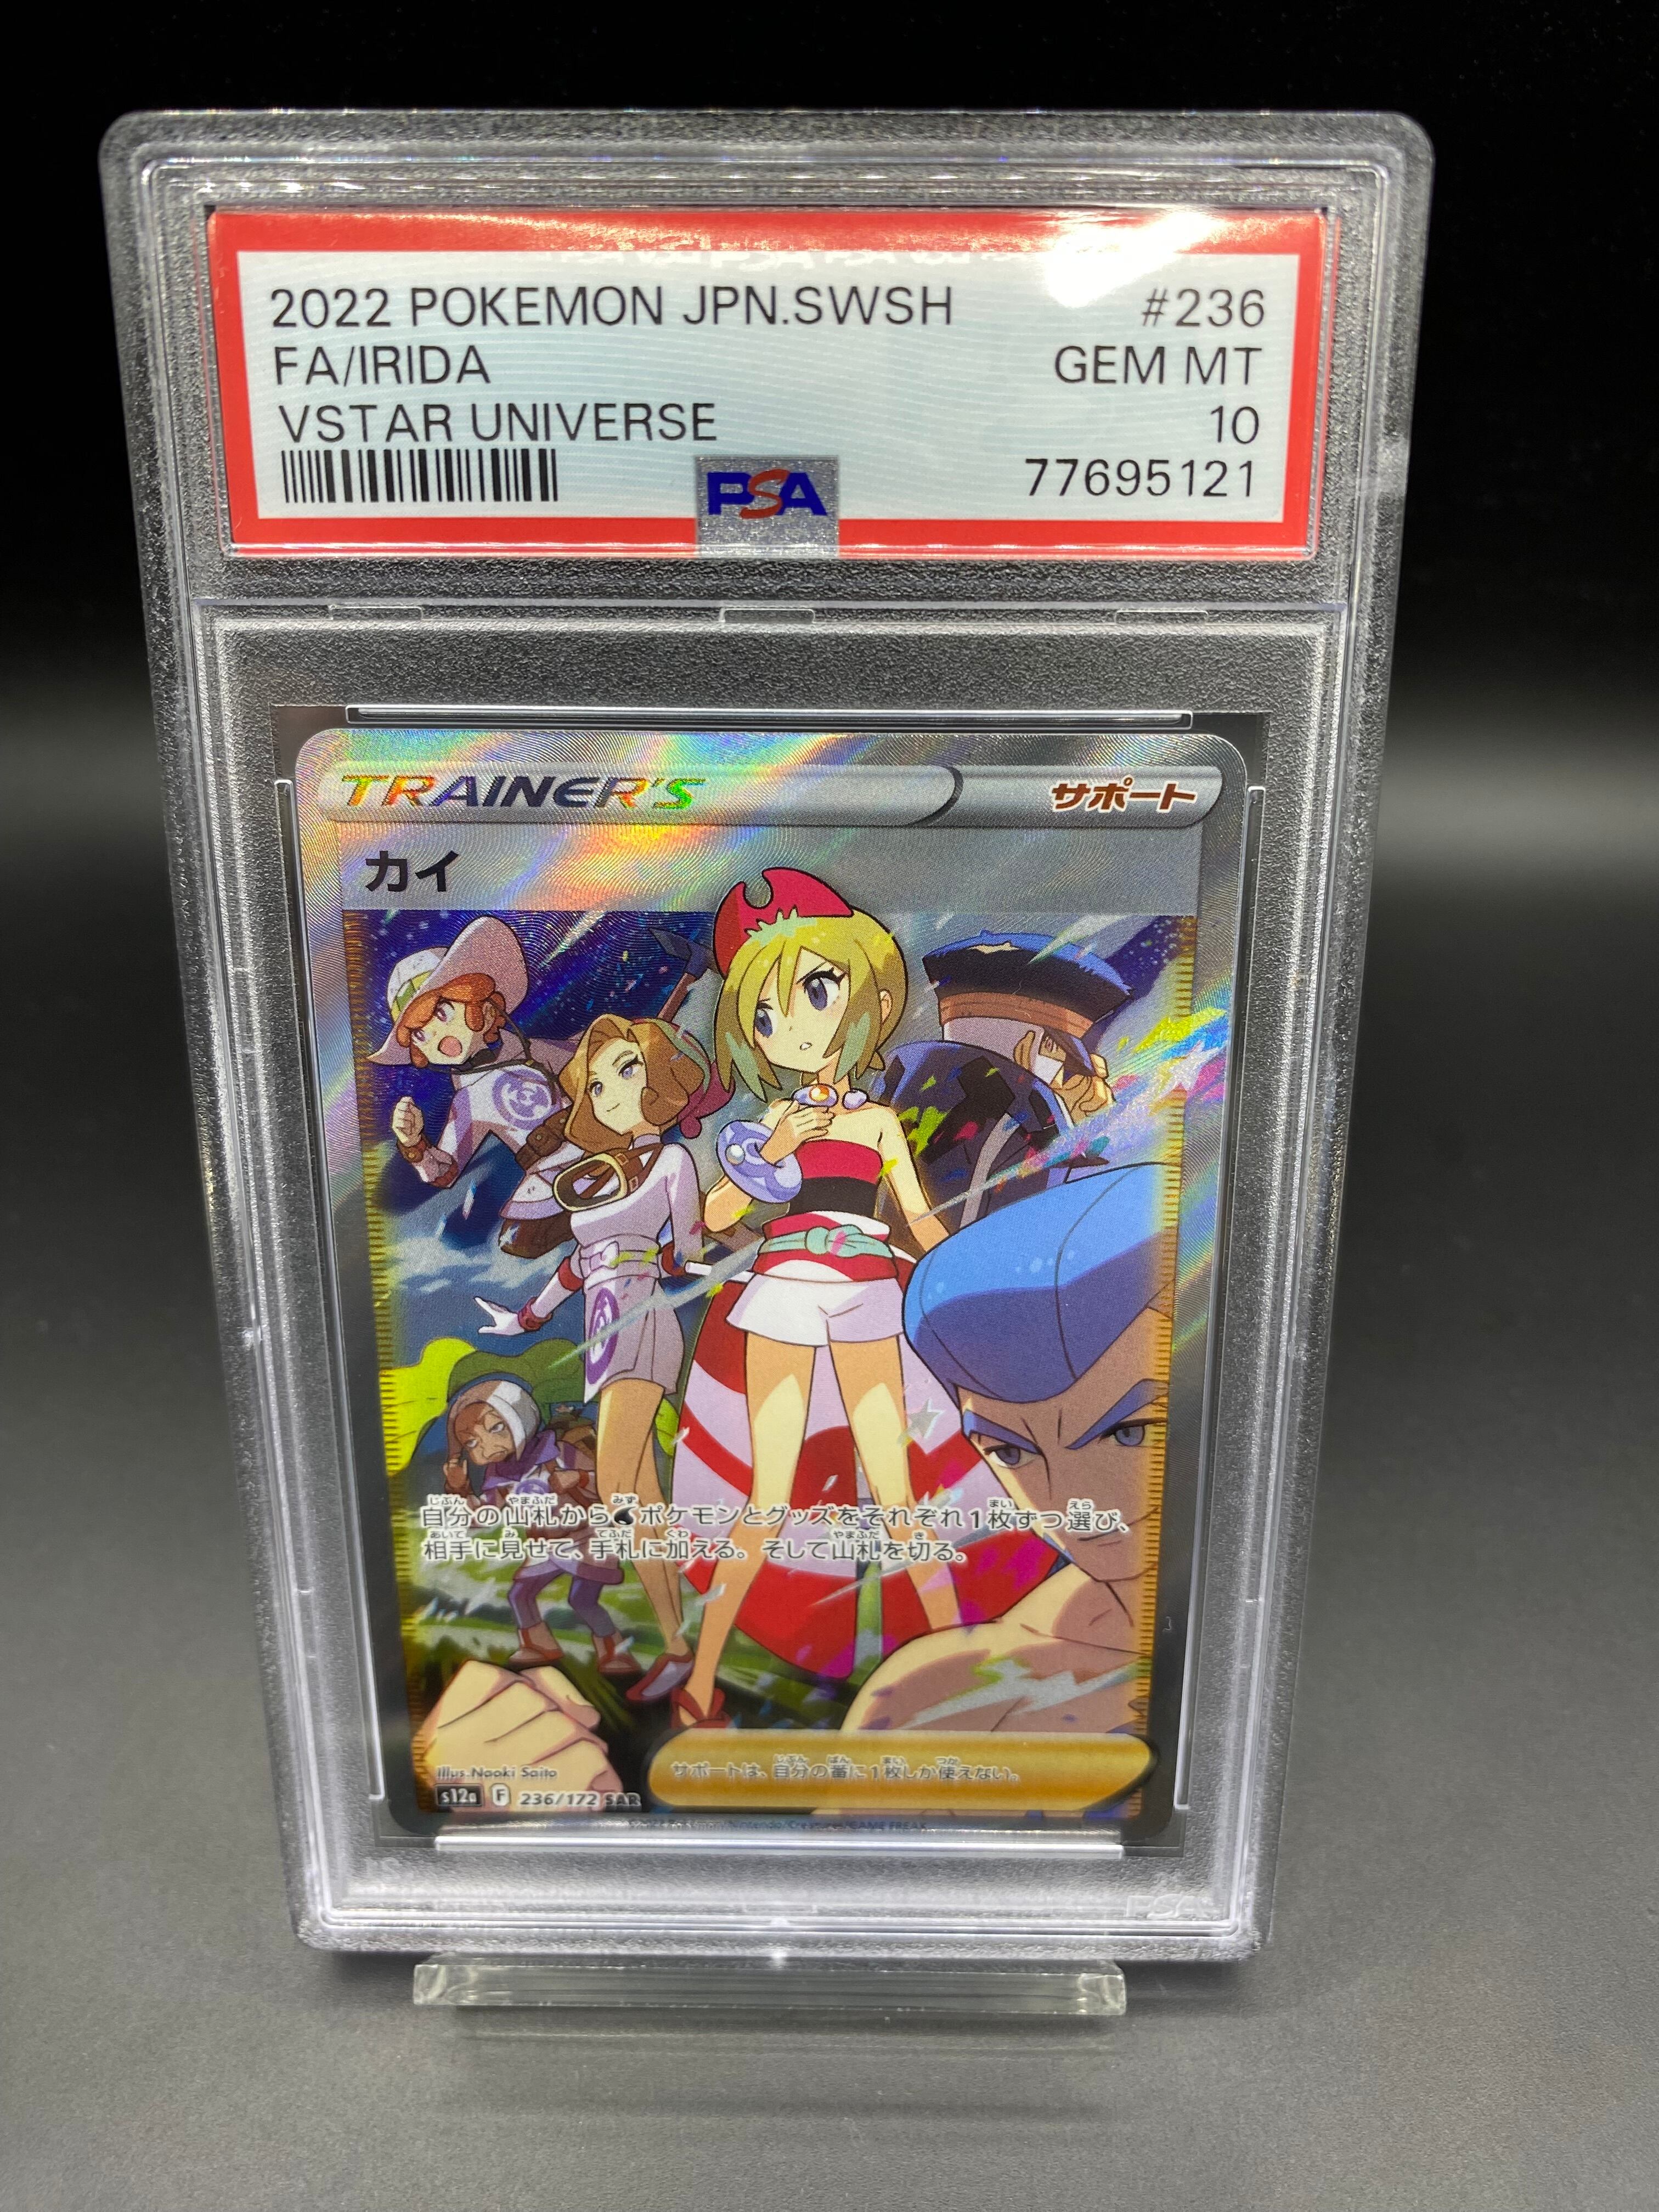 2022 POKEMON JPN.SWSH #236
FA/IRIDA GEM MT
VSTAR UNIVERSE 10
PSA 77695121
TRAINER'S サポート
カイ
自分の山札からポケモンとグッズをそれぞれ1枚ずつ選び、
相手に見せて、手札に加える。そして山札を切る。
サポートは、自分の番に1枚しか使えない。
Illus. Naoki Saito
s12a F 236/172 SAR
PSA